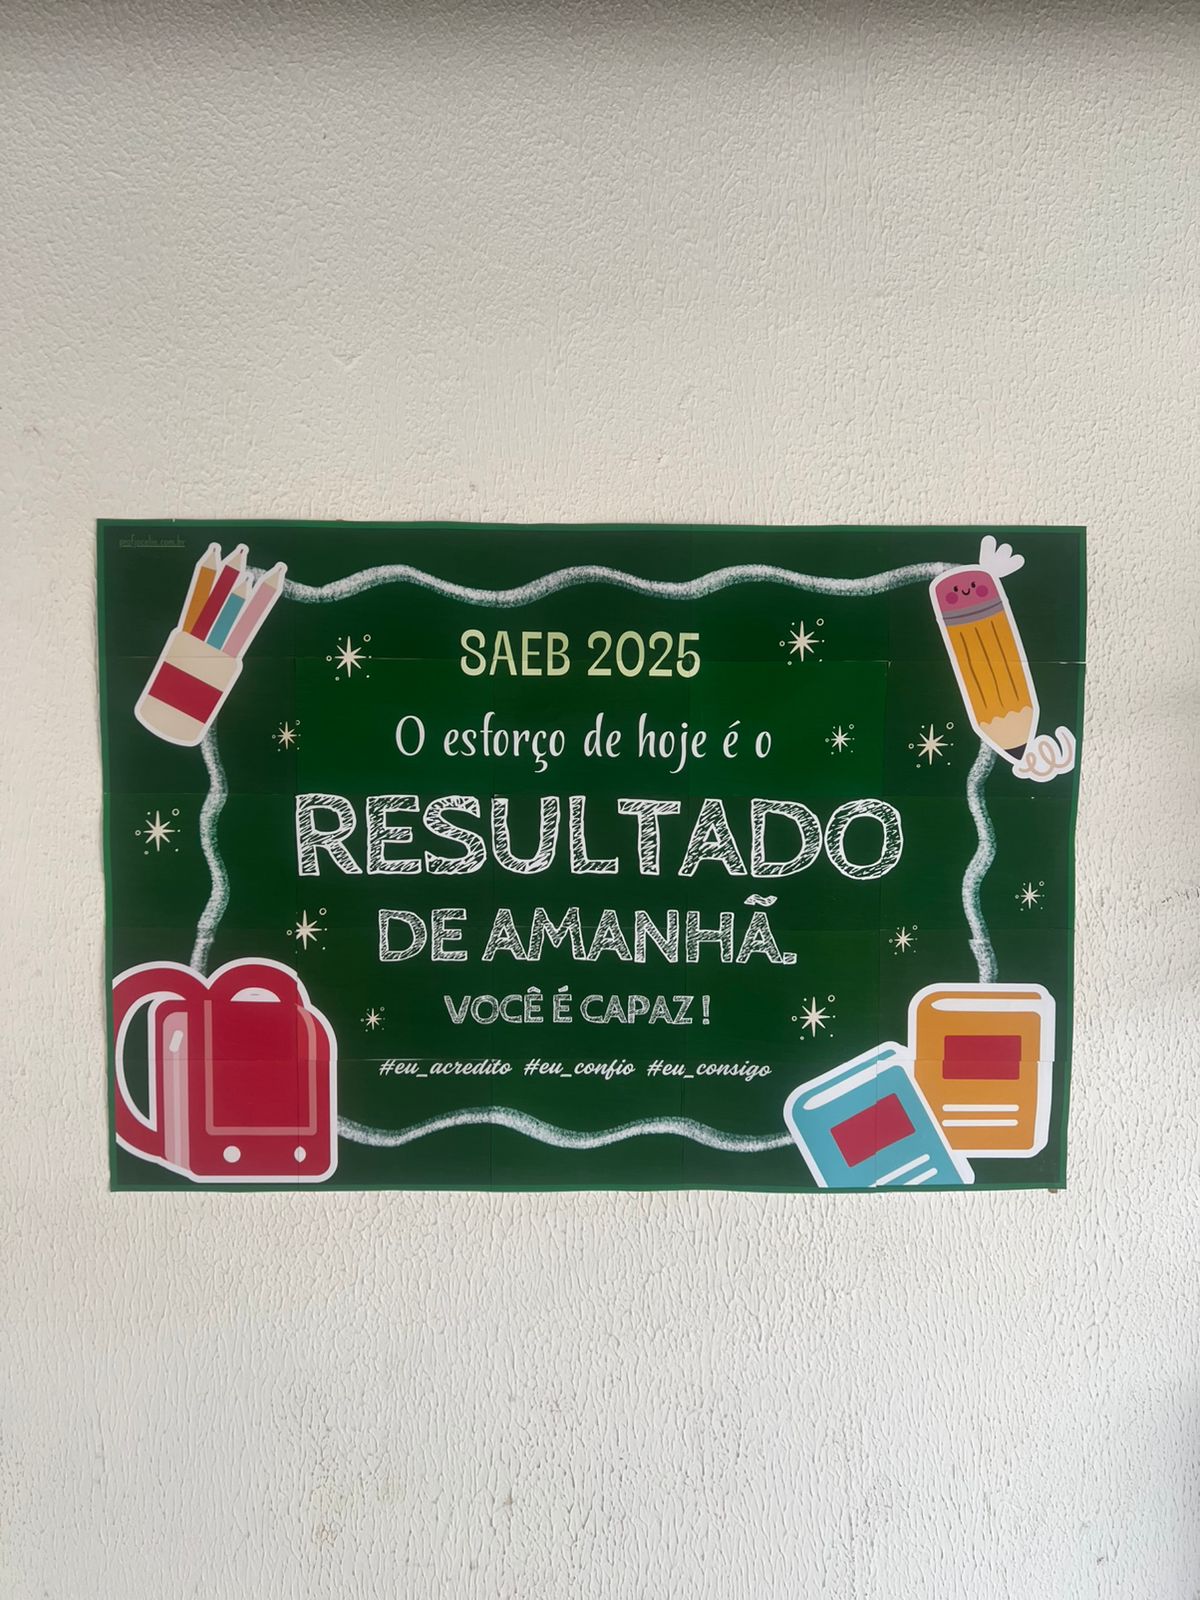 SAEB 2025
O esforço de hoje é o
RESULTADO
DE AMANHÃ.
VOCÊ É CAPAZ!
#eu_acredito #eu_confio #eu_consigo